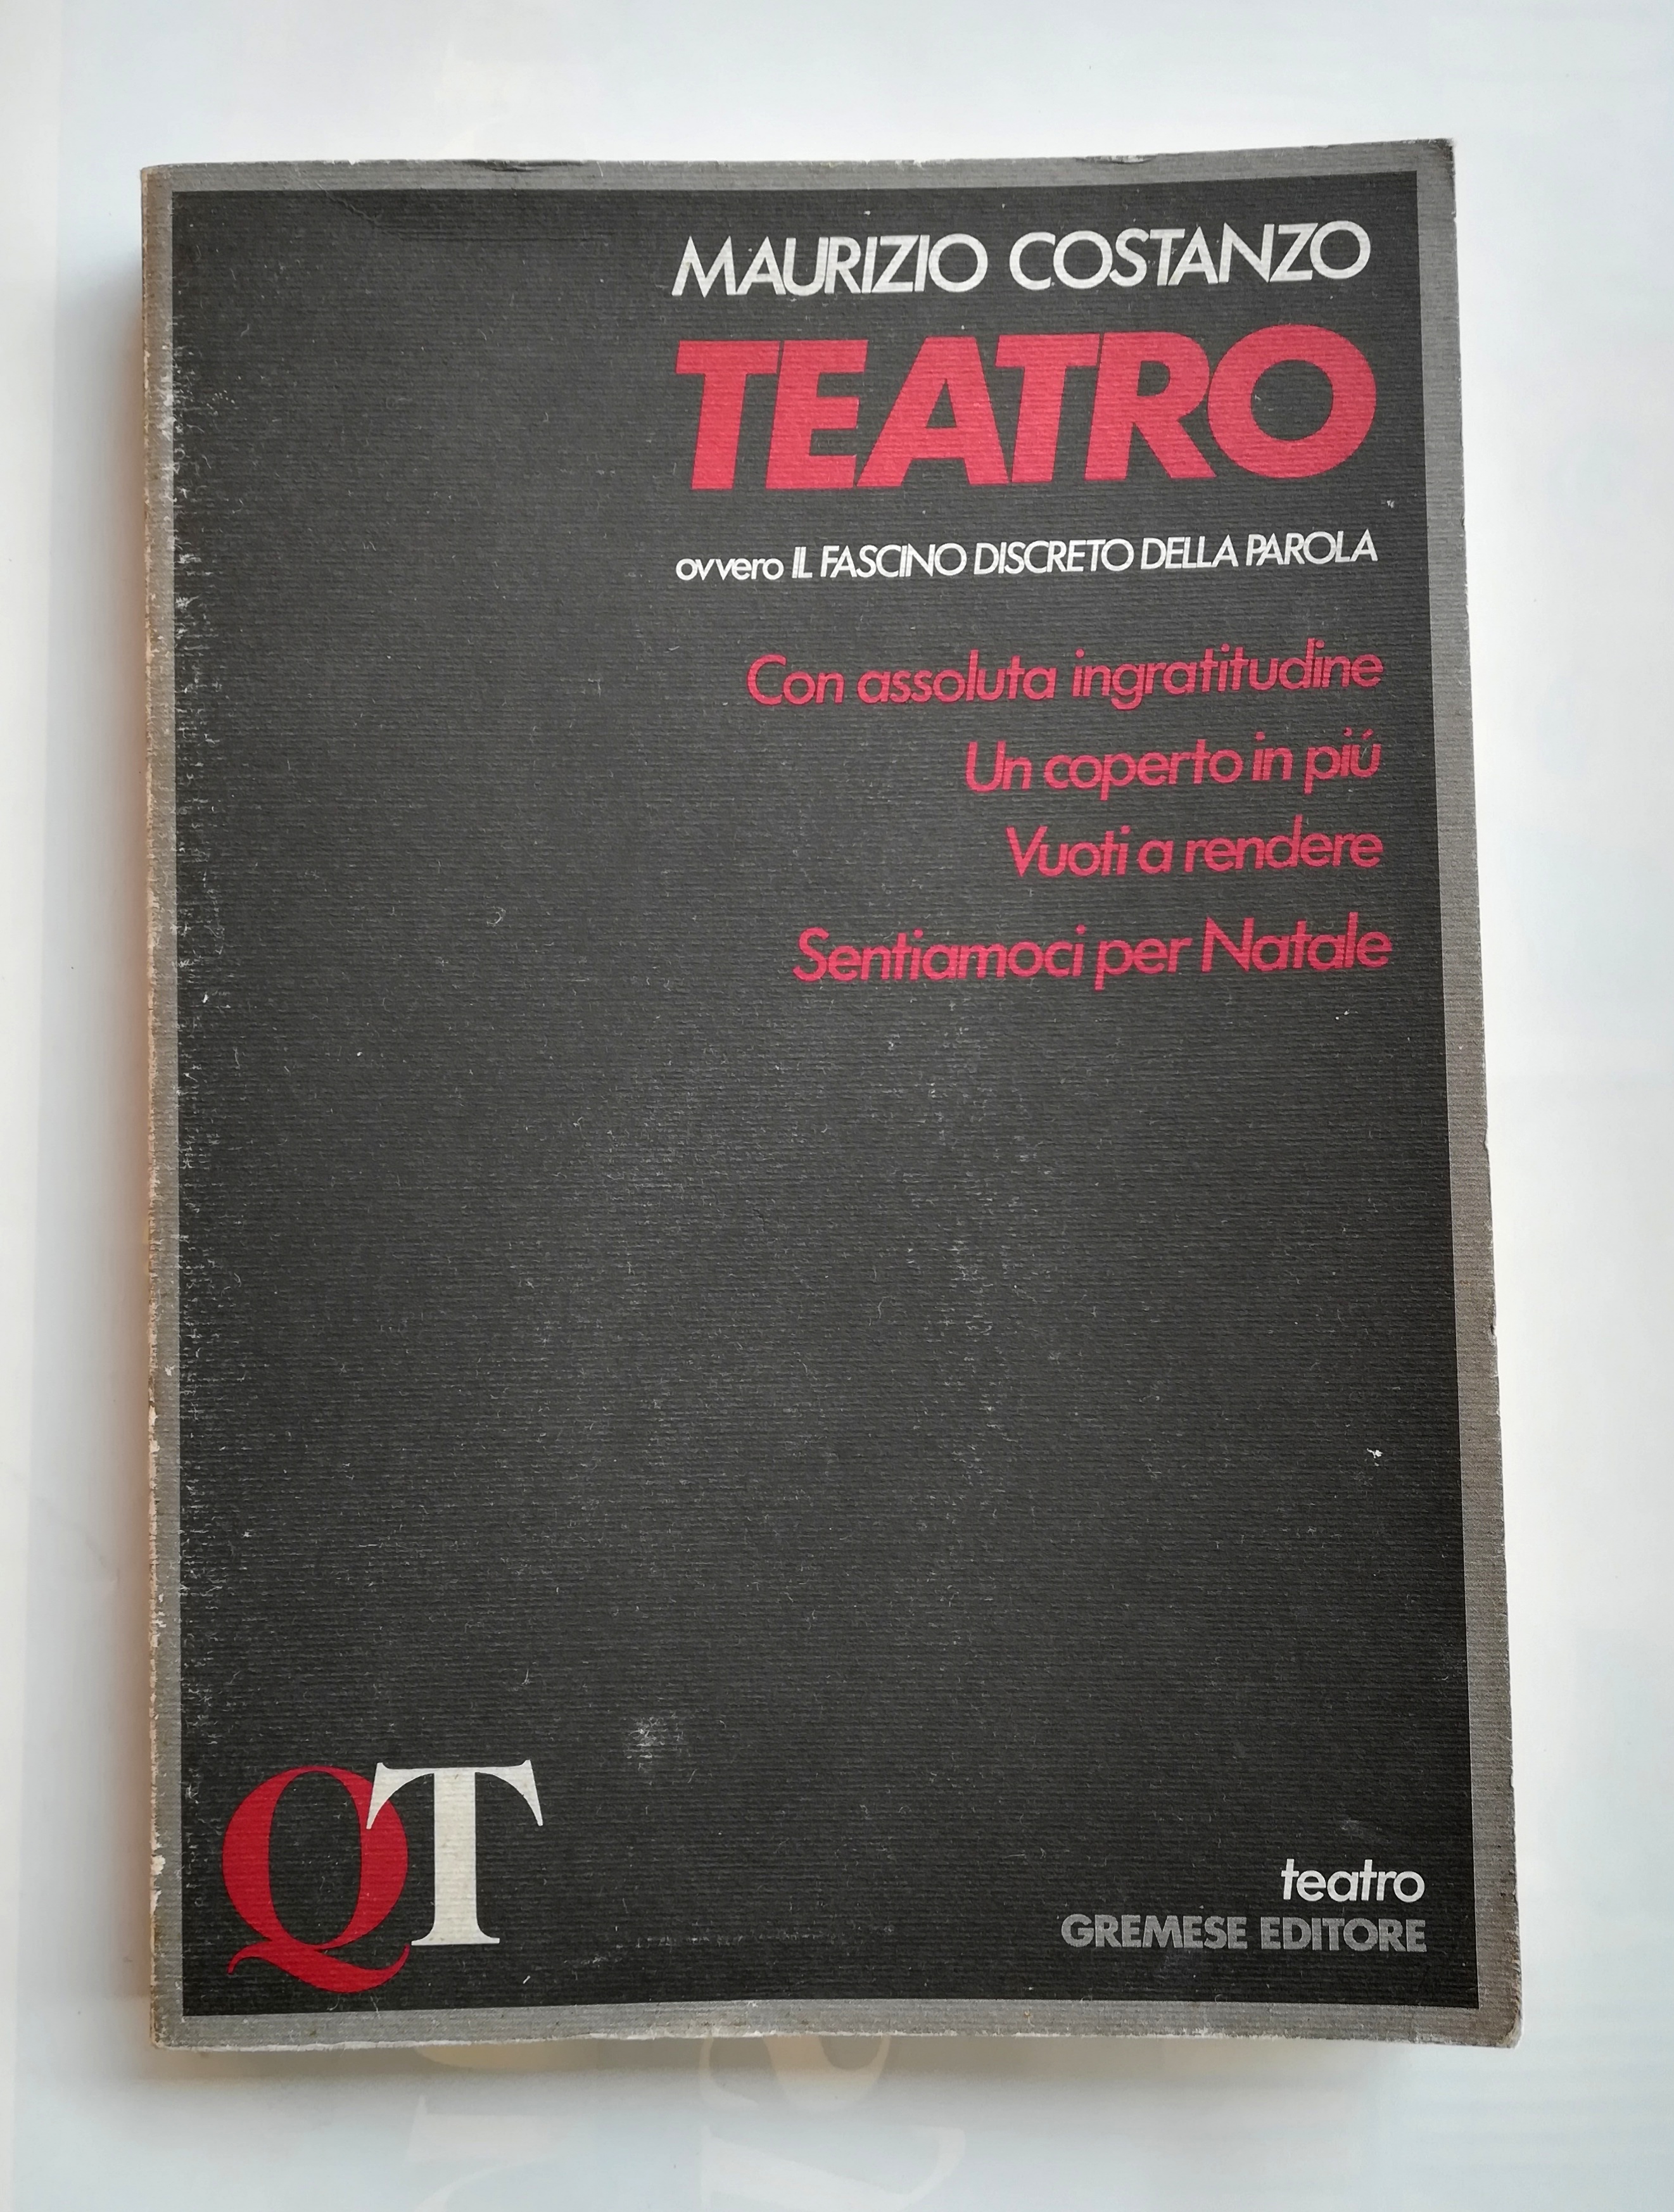 MAURIZIO COSTANZO
TEATRO
ovvero IL FASCINO DISCRETO DELLA PAROLA
Con assoluta ingratitudine
Un coperto in piú
Vuoti a rendere
Sentiamoci per Natale
QT
teatro
GREMESE EDITORE